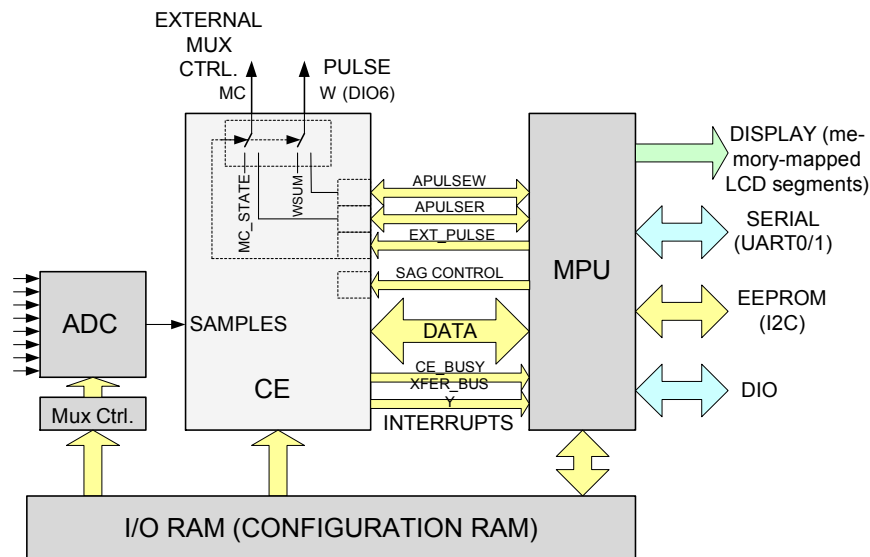 EXTERNAL
MUX
CTRL.
MC
PULSE
W (DIO6)
MC_STATE
WSUM
APULSEW
APULSER
EXT_PULSE
SAG CONTROL
DATA
CE_BUSY
XFER_BUS
Y
INTERRUPTS
ADC
SAMPLES
CE
Mux Ctrl.
MPU
DISPLAY (me-
mory-mapped
LCD segments)
SERIAL
(UART0/1)
EEPROM
(I2C)
DIO
I/O RAM (CONFIGURATION RAM)